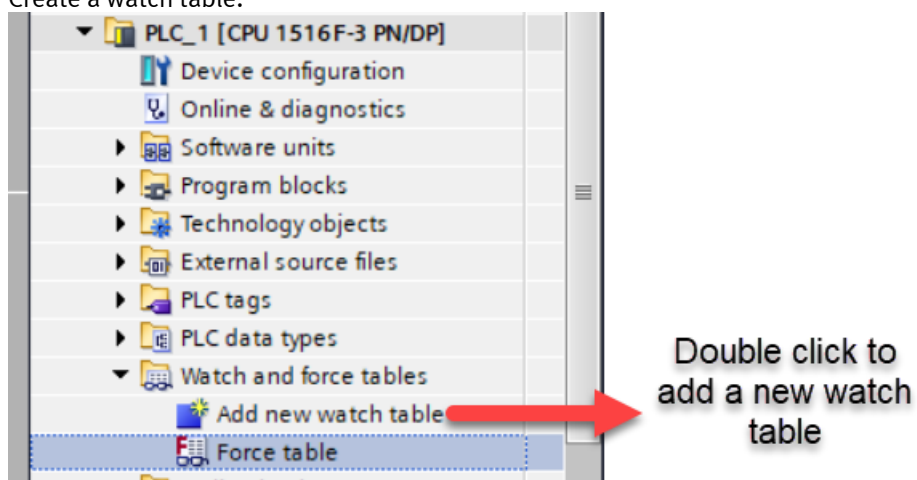 Create a watch table.
PLC_1 [CPU 1516F-3 PN/DP]
Device configuration
Online & diagnostics
Software units
Program blocks
Technology objects
External source files
PLC tags
PLC data types
Watch and force tables
Add new watch table
Force table
Double click to
add a new watch
table